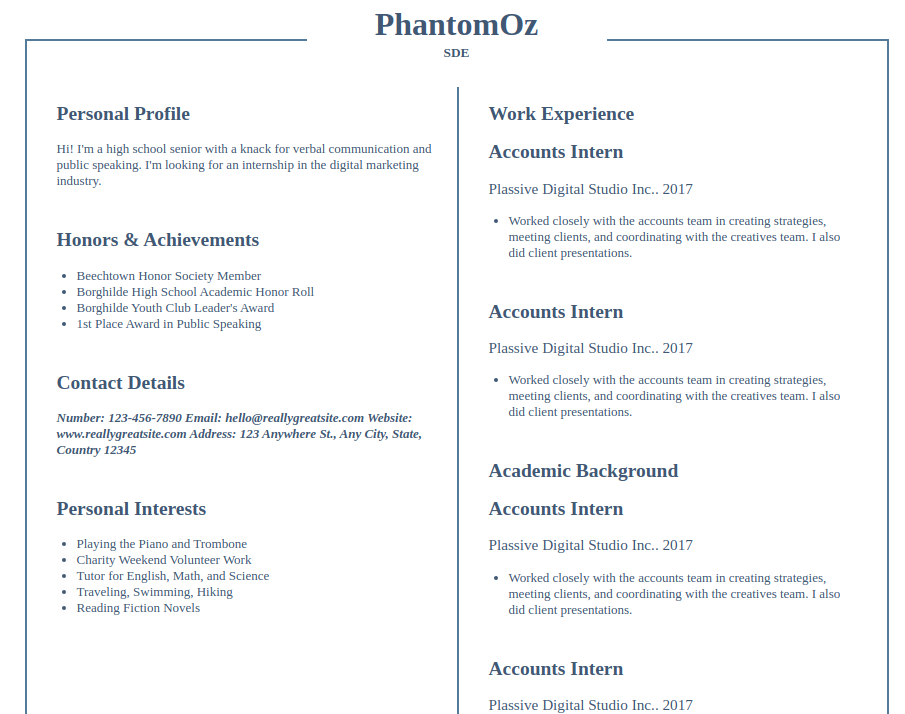 PhantomOz
SDE
Personal Profile
Hi! I'm a high school senior with a knack for verbal communication and
public speaking. I'm looking for an internship in the digital marketing
industry.
Honors & Achievements
• Beechtown Honor Society Member
• Borghilde High School Academic Honor Roll
• Borghilde Youth Club Leader's Award
• 1st Place Award in Public Speaking
Contact Details
Number: 123-456-7890 Email: hello@reallygreatsite.com Website:
www.reallygreatsite.com Address: 123 Anywhere St., Any City, State,
Country 12345
Personal Interests
• Playing the Piano and Trombone
• Charity Weekend Volunteer Work
• Tutor for English, Math, and Science
• Traveling, Swimming, Hiking
• Reading Fiction Novels
Work Experience
Accounts Intern
Plassive Digital Studio Inc.. 2017
• Worked closely with the accounts team in creating strategies,
meeting clients, and coordinating with the creatives team. I also
did client presentations.
Accounts Intern
Plassive Digital Studio Inc.. 2017
• Worked closely with the accounts team in creating strategies,
meeting clients, and coordinating with the creatives team. I also
did client presentations.
Academic Background
Accounts Intern
Plassive Digital Studio Inc.. 2017
• Worked closely with the accounts team in creating strategies,
meeting clients, and coordinating with the creatives team. I also
did client presentations.
Accounts Intern
Plassive Digital Studio Inc.. 2017